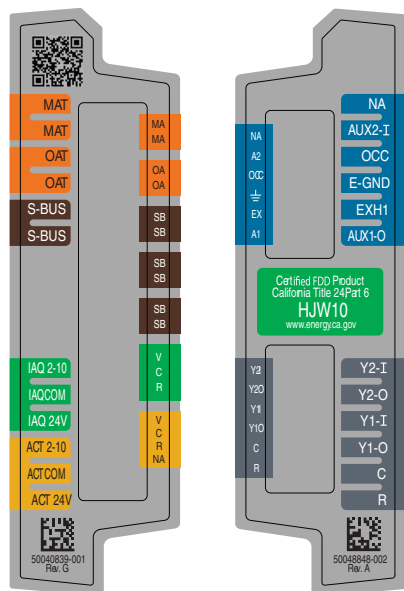 MAT
MAT
OAT
OAT
S-BUS
S-BUS
IAQ 2-10
IAQCOM
IAQ 24V
ACT 2-10
ACTCOM
ACT 24V
MA
MA
OA
OA
SB
SB
SB
SB
SB
SB
V
C
R
V
C
R
NA
50040839-001
Rev. G
NA
A2
OCC
EX
A1
NA
AUX2-I
OCC
E-GND
EXH1
AUX1-O
Certified FDD Product
California Title 24Part 6
HJW10
www.energy.ca.gov
Y2I
Y2O
Y1I
Y1O
C
R
Y2-I
Y2-O
Y1-I
Y1-O
C
R
50048848-002
Rev. A